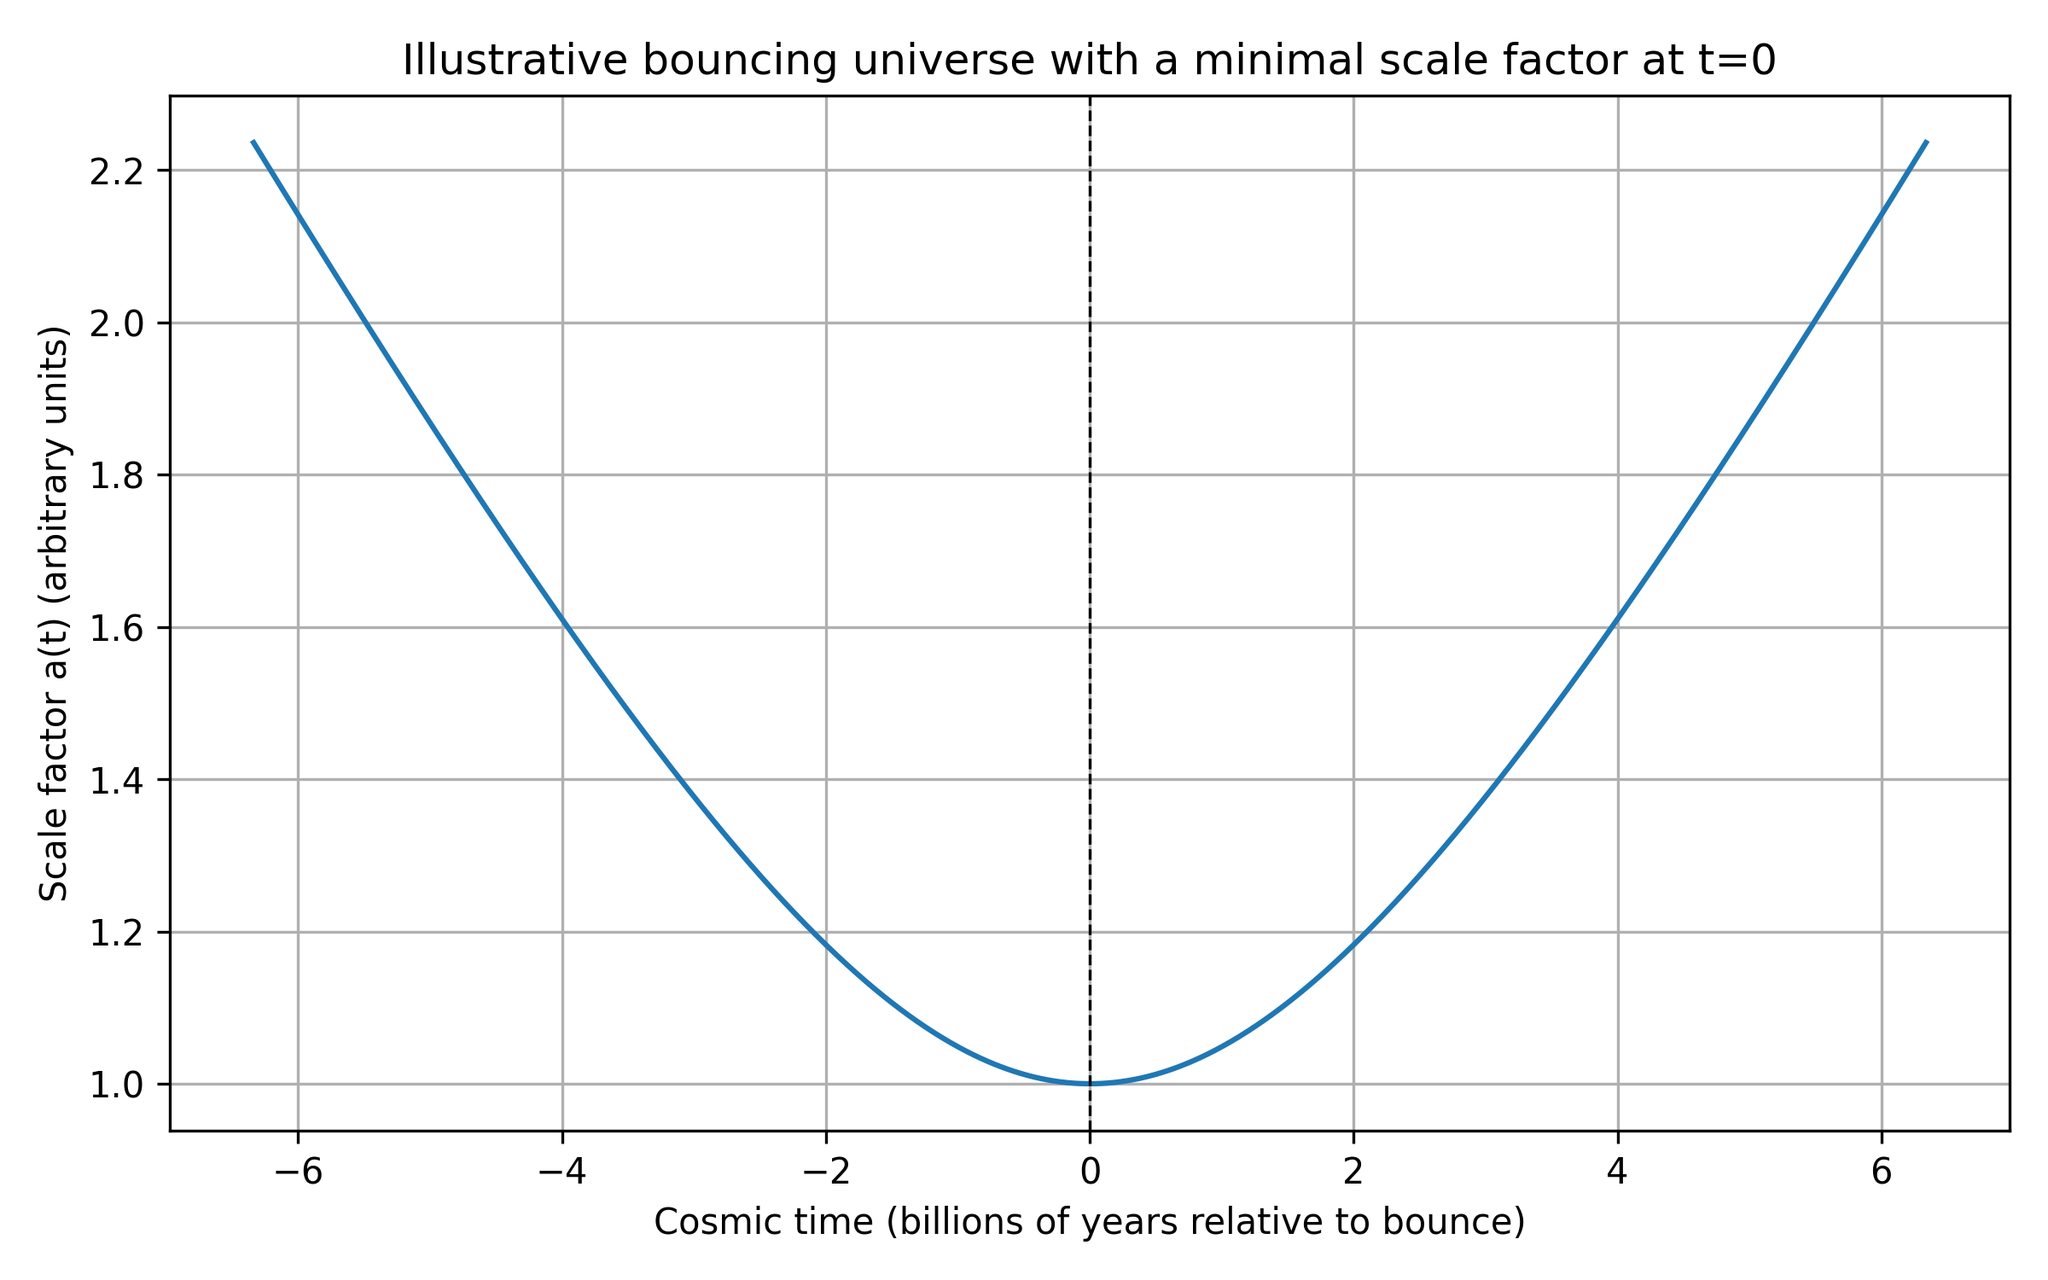 Illustrative bouncing universe with a minimal scale factor at t=0
Scale factor a(t) (arbitrary units)
2.2
2.0
1.8
1.6
1.4
1.2
1.0
−6 −4 −2 0 2 4 6
Cosmic time (billions of years relative to bounce)